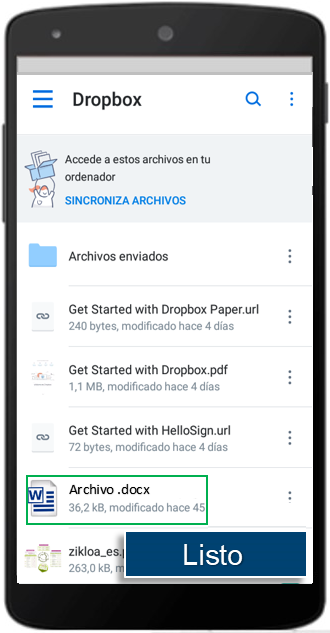 Dropbox
Accede a estos archivos en tu
ordenador
SINCRONIZA ARCHIVOS
Archivos enviados
Get Started with Dropbox Paper.url
240 bytes, modificado hace 4 días
Get Started with Dropbox.pdf
1,1 MB, modificado hace 4 días
Get Started with HelloSign.url
72 bytes, modificado hace 4 días
Archivo .docx
36,2 kB, modificado hace 45
zikloa_es.p
263,0 kB, m
Listo